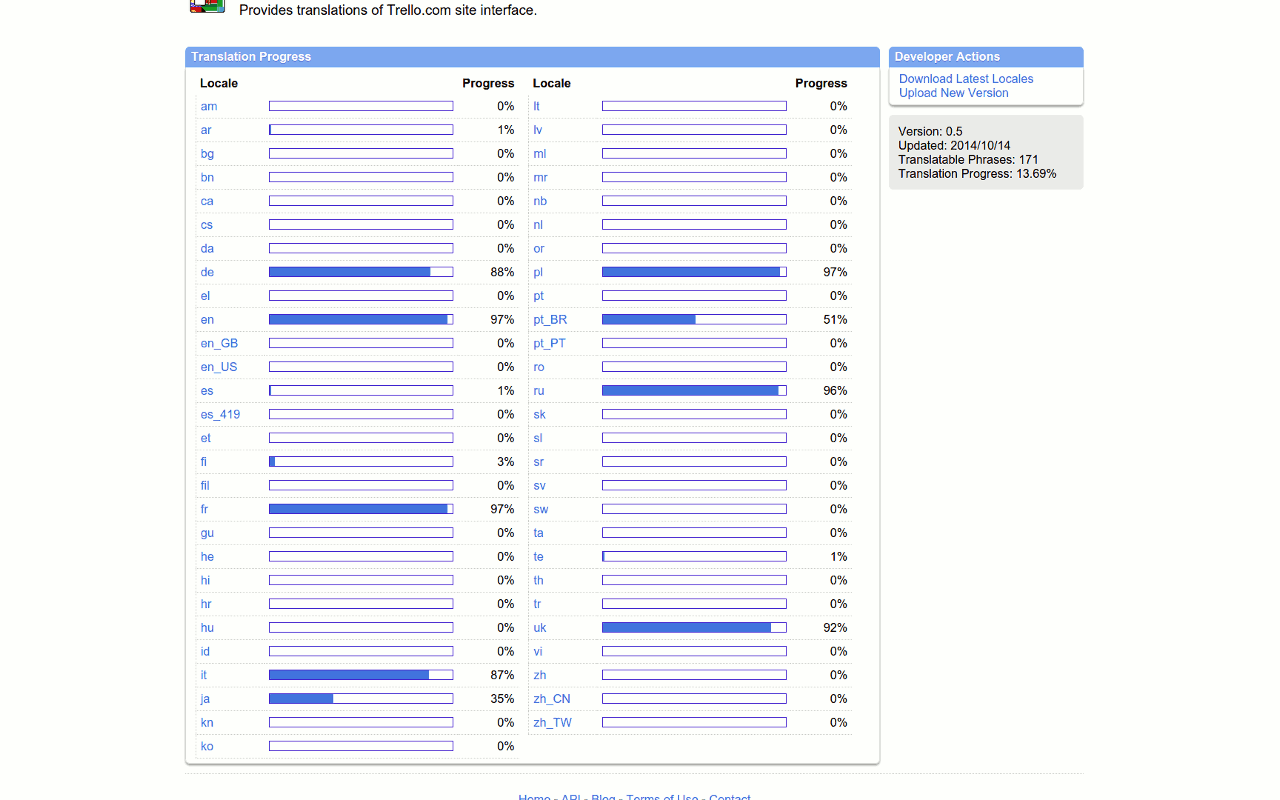 Provides translations of Trello.com site interface.
Translation Progress
Locale Progress Locale Progress
am 0% lt 0%
ar 1% lv 0%
bg 0% ml 0%
bn 0% mr 0%
ca 0% nb 0%
cs 0% nl 0%
da 0% or 0%
de 88% pl 97%
el 0% pt 0%
en 97% pt_BR 51%
en_GB 0% pt_PT 0%
en_US 0% ro 0%
es 1% ru 96%
es_419 0% sk 0%
et 0% sl 0%
fi 3% sr 0%
fil 0% sv 0%
fr 97% sw 0%
gu 0% ta 0%
he 0% te 1%
hi 0% th 0%
hr 0% tr 0%
hu 0% uk 92%
id 0% vi 0%
it 87% zh 0%
ja 35% zh_CN 0%
kn 0% zh_TW 0%
ko 0%
Developer Actions
Download Latest Locales
Upload New Version
Version: 0.5
Updated: 2014/10/14
Translatable Phrases: 171
Translation Progress: 13.69%
Home - API - Blog - Terms of Use - Contact